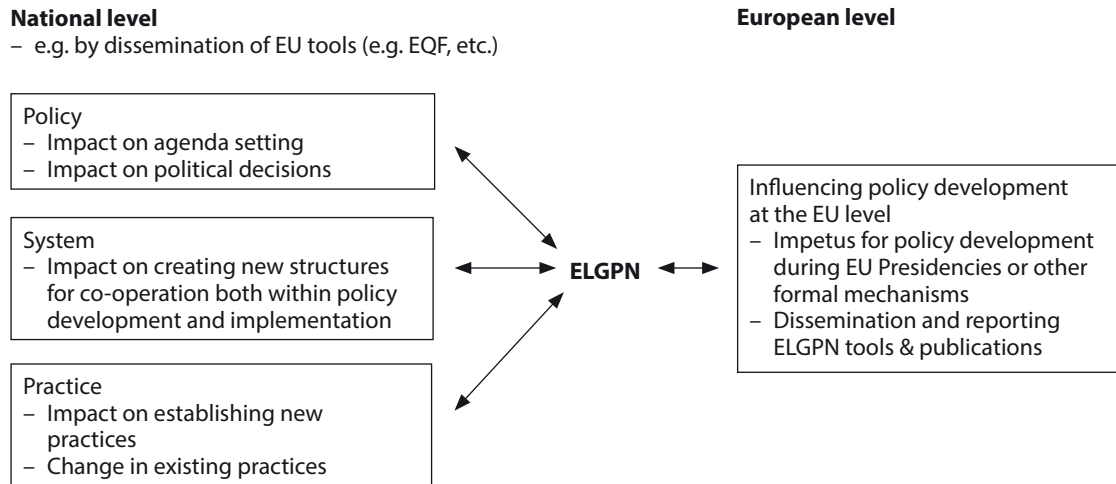 National level
– e.g. by dissemination of EU tools (e.g. EQF, etc.)
Policy
– Impact on agenda setting
– Impact on political decisions
System
– Impact on creating new structures
for co-operation both within policy
development and implementation
Practice
– Impact on establishing new
practices
– Change in existing practices
ELGPN
European level
Influencing policy development
at the EU level
– Impetus for policy development
during EU Presidencies or other
formal mechanisms
– Dissemination and reporting
ELGPN tools & publications